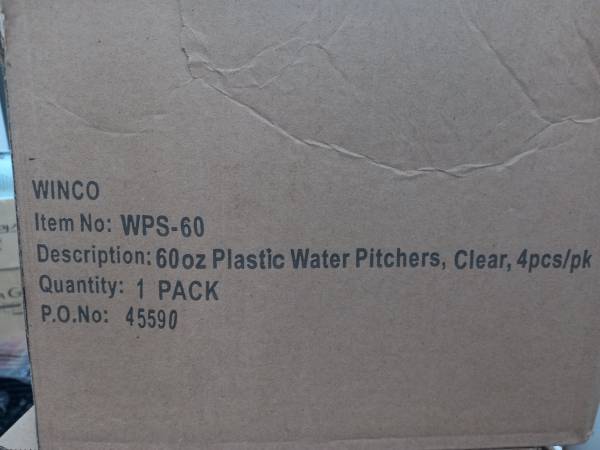 WINCO
Item No: WPS-60
Description: 60oz Plastic Water Pitchers, Clear, 4pcs/pk
Quantity: 1 PACK
P.O.No: 45590